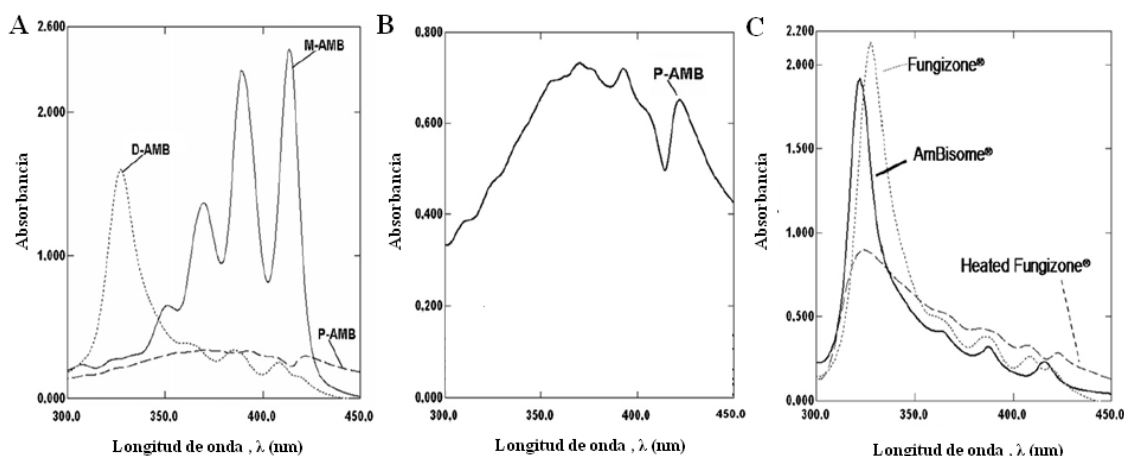 A
2.600
2.000
1.000
0.000
300.0
350.0
400.0
450.0
Absorbancia
Longitud de onda , λ (nm)
M-AMB
D-AMB
P-AMB
B
0.800
0,600
0,400
0,200
0.000
300.0
350.0
400.0
450.0
Absorbancia
Longitud de onda , λ (nm)
P-AMB
C
2.200
2.000
1.500
1.000
0.500
0.000
300.0
350.0
400.0
450.0
Absorbancia
Longitud de onda , λ (nm)
Fungizone®
AmBisome®
Heated Fungizone®